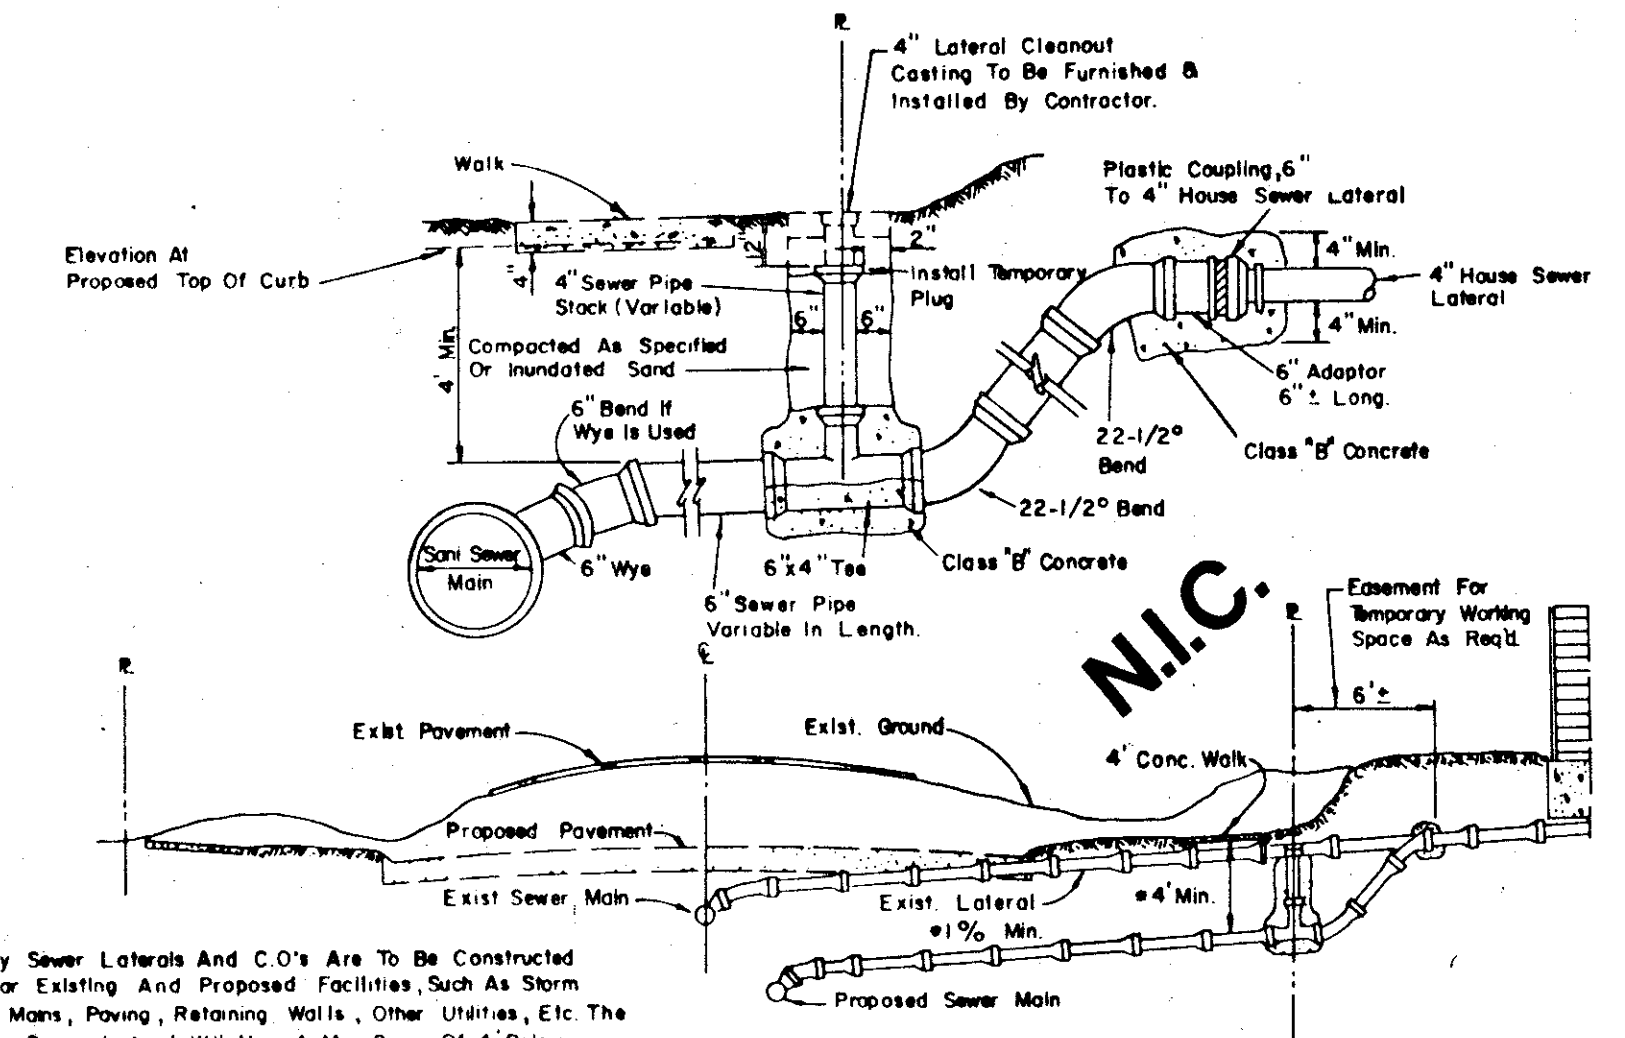 PL
4" Lateral Cleanout
Casting To Be Furnished &
Installed By Contractor.
Walk
Plastic Coupling, 6"
To 4" House Sewer Lateral
Elevation At
Proposed Top Of Curb
4"
12"
2"
4" Sewer Pipe
Stack (Variable)
Install Temporary
Plug
4" Min.
4" House Sewer
Lateral
4" Min.
6"
6"
4' Min.
Compacted As Specified
Or Inundated Sand
6" Adaptor
6" ± Long.
6" Bend If
Wye Is Used
22-1/2°
Bend
Class "B" Concrete
22-1/2° Bend
Sani Sewer
Main
6" Wye
6"x4" Tee
Class "B" Concrete
6" Sewer Pipe
Variable In Length.
N.I.C.
Easement For
Temporary Working
Space As Req'd.
PL
CL
PL
6' ±
Exist Pavement
Exist. Ground
4' Conc. Walk
Proposed Pavement
Exist Sewer Main
Exist. Lateral
*1% Min.
*4' Min.
Proposed Sewer Main
y Sewer Laterals And C.O's Are To Be Constructed
or Existing And Proposed Facilities, Such As Storm
Mains, Paving, Retaining Walls, Other Utilities, Etc. The